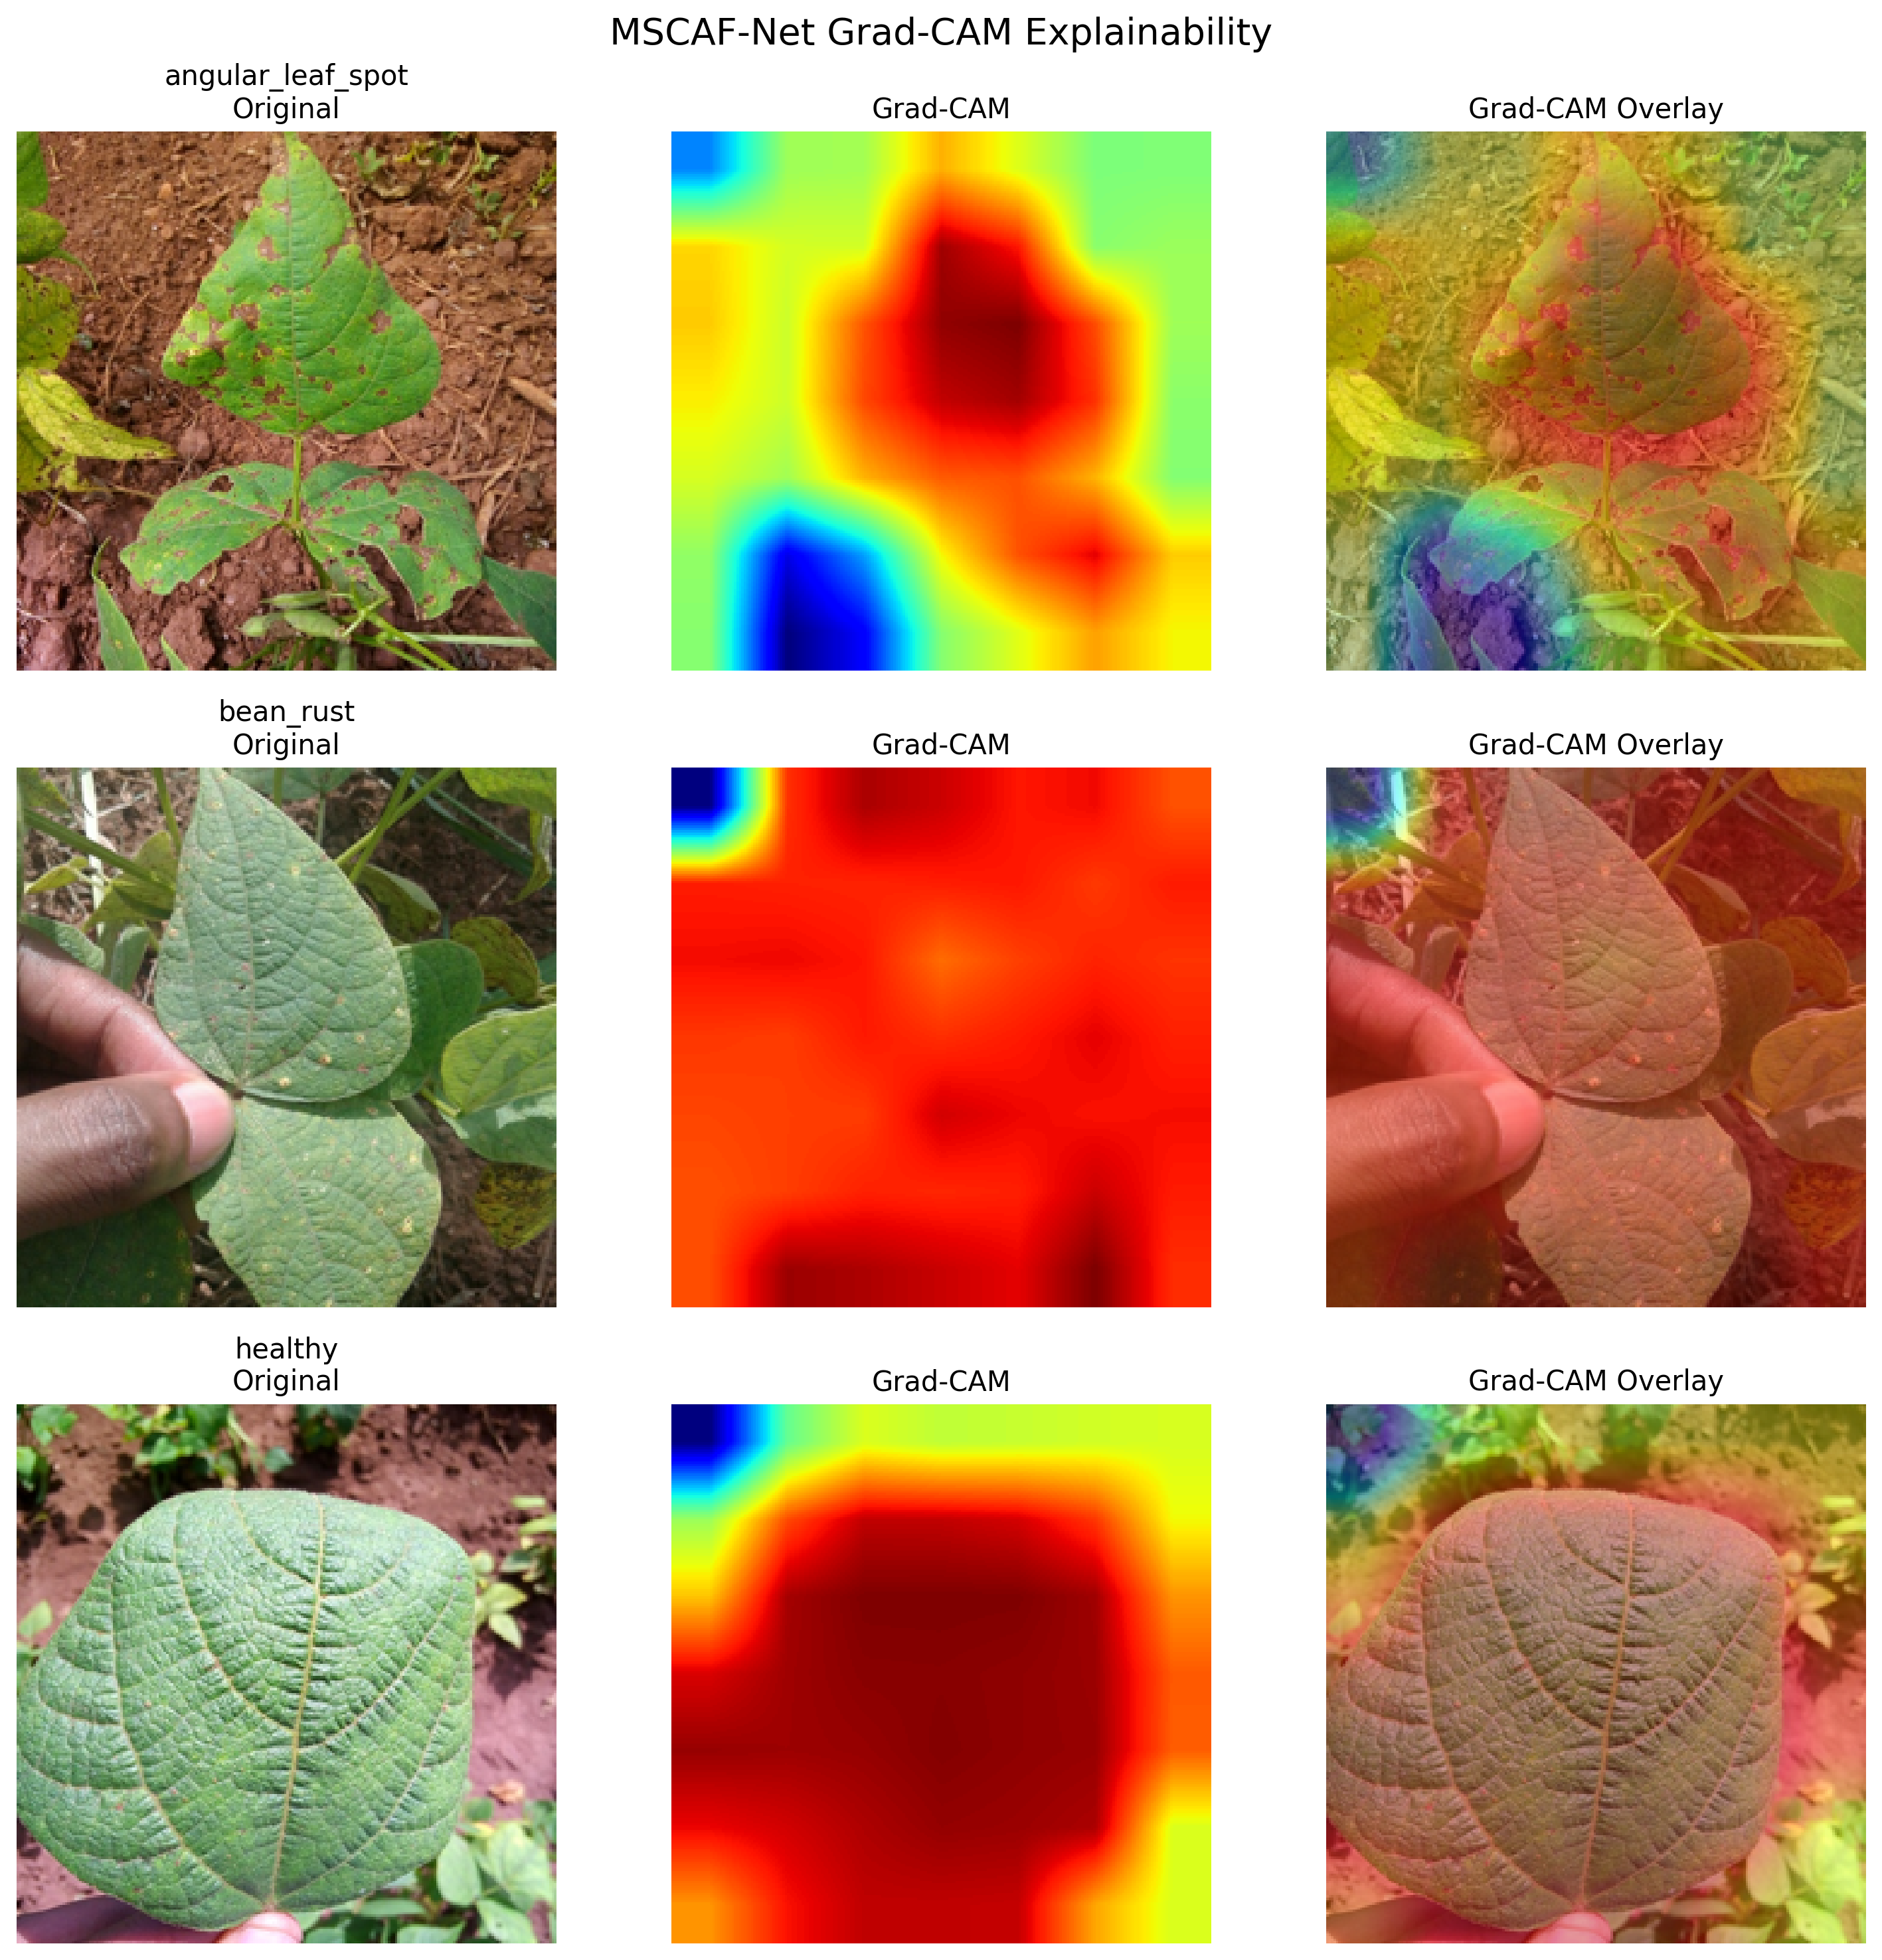 MSCAF-Net Grad-CAM Explainability
angular_leaf_spot
Original
Grad-CAM
Grad-CAM Overlay
bean_rust
Original
Grad-CAM
Grad-CAM Overlay
healthy
Original
Grad-CAM
Grad-CAM Overlay